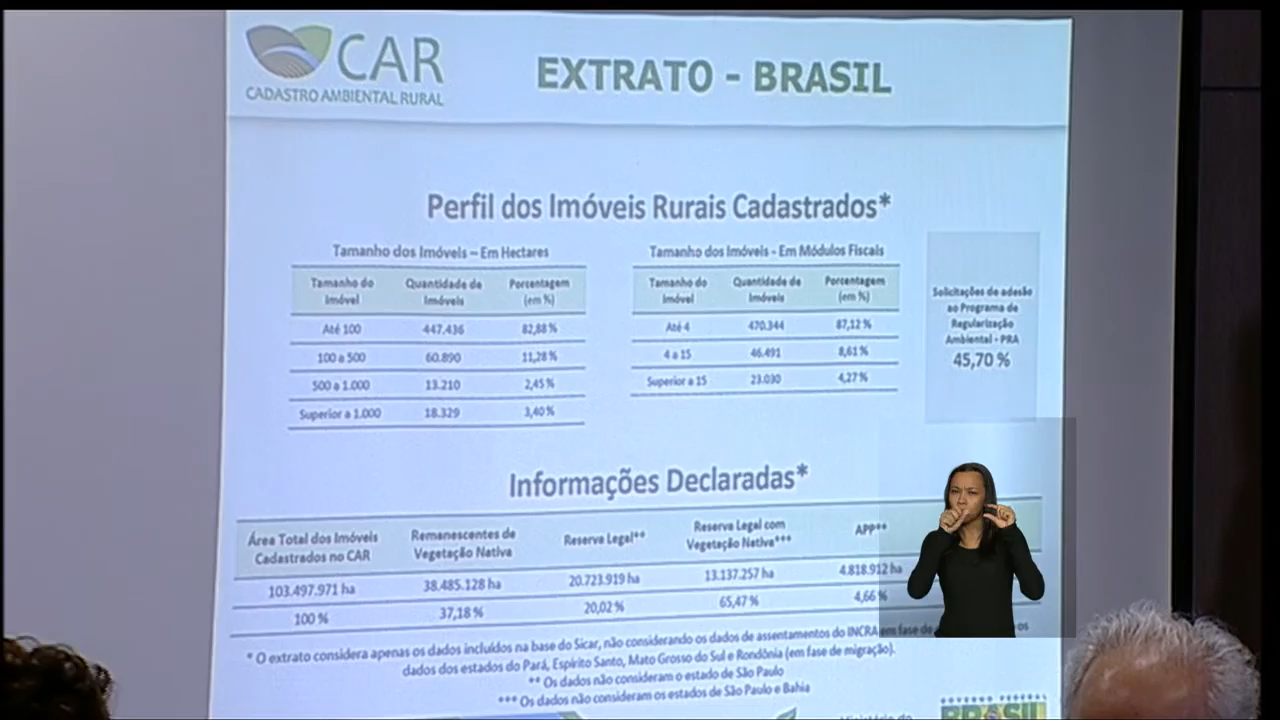 CAR
CADASTRO AMBIENTAL RURAL
EXTRATO - BRASIL
Perfil dos Imóveis Rurais Cadastrados*
Tamanho dos Imóveis – Em Hectares
Tamanho do Imóvel Quantidade de Imóveis Porcentagem (em %)
Até 100 447.436 82,88 %
100 a 500 60.890 11,28 %
500 a 1.000 13.210 2,45 %
Superior a 1.000 18.329 3,40 %
Tamanho dos Imóveis - Em Módulos Fiscais
Tamanho do Imóvel Quantidade de Imóveis Porcentagem (em %)
Até 4 470.344 87,12 %
4 a 15 46.491 8,61 %
Superior a 15 23.030 4,27 %
Solicitações de adesão
ao Programa de
Regularização
Ambiental - PRA
45,70 %
Informações Declaradas*
Área Total dos Imóveis Cadastrados no CAR Remanescentes de Vegetação Nativa Reserva Legal** Reserva Legal com Vegetação Nativa*** APP**
103.497.971 ha 38.485.128 ha 20.723.919 ha 13.137.257 ha 4.818.912 ha
100 % 37,18 % 20,02 % 65,47 % 4,66 %
* O extrato considera apenas os dados incluídos na base do Sicar, não considerando os dados de assentamentos do INCRA em fase de os
dados dos estados do Pará, Espírito Santo, Mato Grosso do Sul e Rondônia (em fase de migração).
** Os dados não consideram o estado de São Paulo
*** Os dados não consideram os estados de São Paulo e Bahia
Ministério do
BRASIL